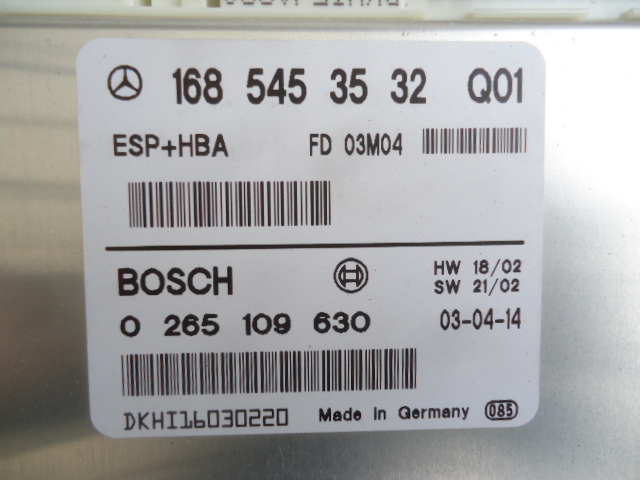 168 545 35 32 Q01
ESP+HBA FD 03M04
BOSCH HW 18/02
SW 21/02
0 265 109 630 03-04-14
DKHI16030220 Made in Germany 085